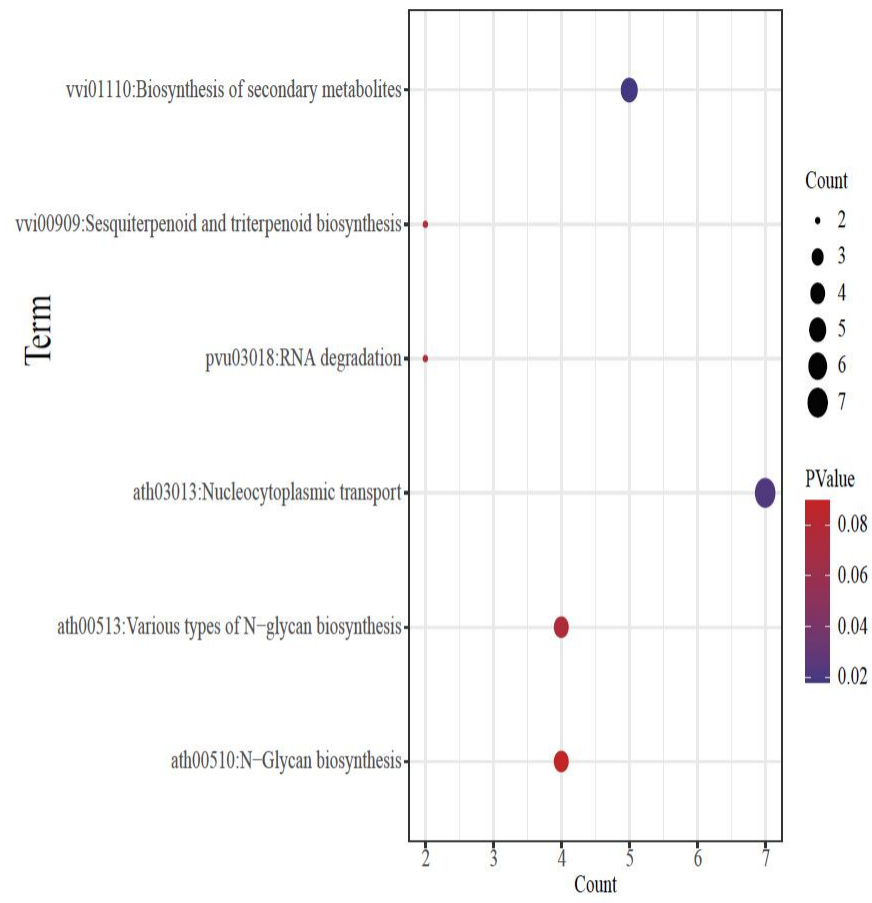 Term
vvi01110:Biosynthesis of secondary metabolites
vvi00909:Sesquiterpenoid and triterpenoid biosynthesis
pvu03018:RNA degradation
ath03013:Nucleocytoplasmic transport
ath00513:Various types of N−glycan biosynthesis
ath00510:N−Glycan biosynthesis
2 3 4 5 6 7
Count
Count
2
3
4
5
6
7
PValue
0.08
0.06
0.04
0.02